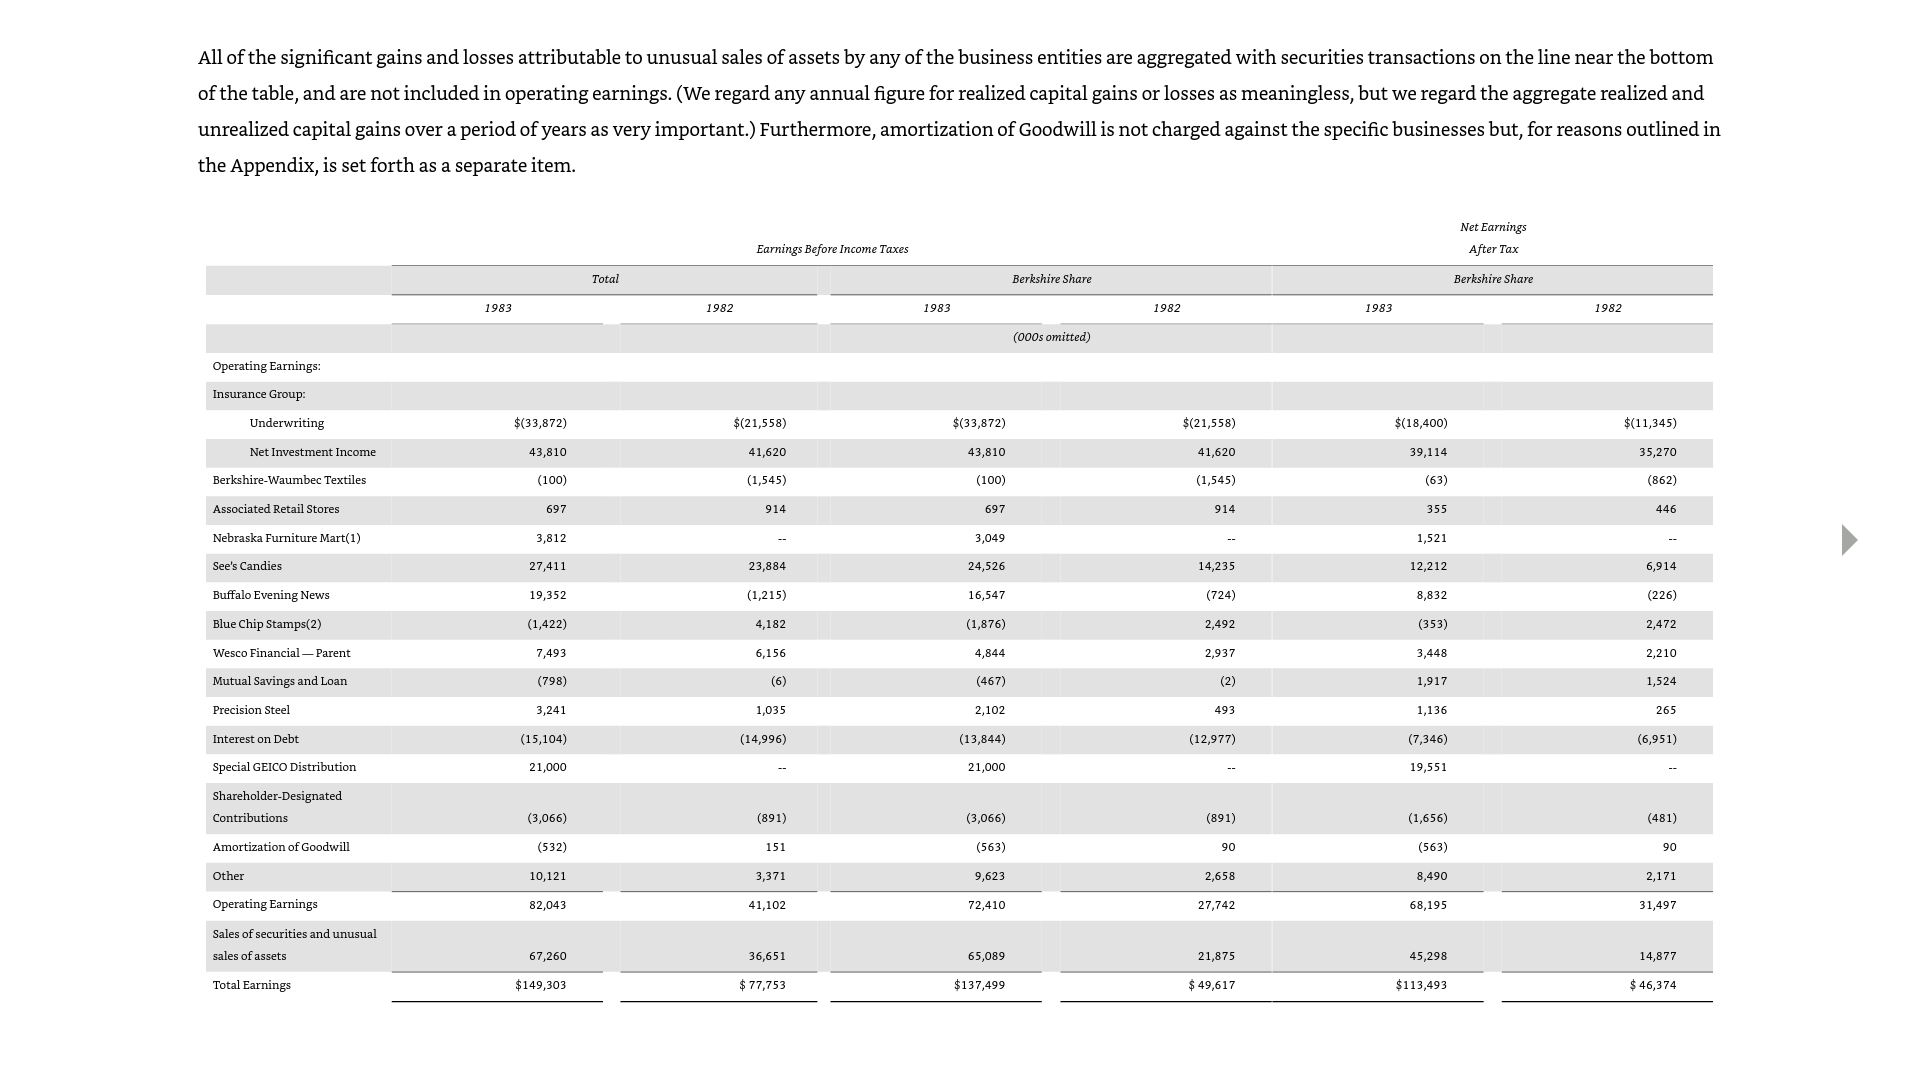 All of the significant gains and losses attributable to unusual sales of assets by any of the business entities are aggregated with securities transactions on the line near the bottom
of the table, and are not included in operating earnings. (We regard any annual figure for realized capital gains or losses as meaningless, but we regard the aggregate realized and
unrealized capital gains over a period of years as very important.) Furthermore, amortization of Goodwill is not charged against the specific businesses but, for reasons outlined in
the Appendix, is set forth as a separate item.
Net Earnings
Earnings Before Income Taxes After Tax
Total Berkshire Share Berkshire Share
1983 1982 1983 1982 1983 1982
(000s omitted)
Operating Earnings:
Insurance Group:
Underwriting $(33,872) $(21,558) $(33,872) $(21,558) $(18,400) $(11,345)
Net Investment Income 43,810 41,620 43,810 41,620 39,114 35,270
Berkshire-Waumbec Textiles (100) (1,545) (100) (1,545) (63) (862)
Associated Retail Stores 697 914 697 914 355 446
Nebraska Furniture Mart(1) 3,812 -- 3,049 -- 1,521 --
See's Candies 27,411 23,884 24,526 14,235 12,212 6,914
Buffalo Evening News 19,352 (1,215) 16,547 (724) 8,832 (226)
Blue Chip Stamps(2) (1,422) 4,182 (1,876) 2,492 (353) 2,472
Wesco Financial — Parent 7,493 6,156 4,844 2,937 3,448 2,210
Mutual Savings and Loan (798) (6) (467) (2) 1,917 1,524
Precision Steel 3,241 1,035 2,102 493 1,136 265
Interest on Debt (15,104) (14,996) (13,844) (12,977) (7,346) (6,951)
Special GEICO Distribution 21,000 -- 21,000 -- 19,551 --
Shareholder-Designated
Contributions (3,066) (891) (3,066) (891) (1,656) (481)
Amortization of Goodwill (532) 151 (563) 90 (563) 90
Other 10,121 3,371 9,623 2,658 8,490 2,171
Operating Earnings 82,043 41,102 72,410 27,742 68,195 31,497
Sales of securities and unusual
sales of assets 67,260 36,651 65,089 21,875 45,298 14,877
Total Earnings $149,303 $ 77,753 $137,499 $ 49,617 $113,493 $ 46,374